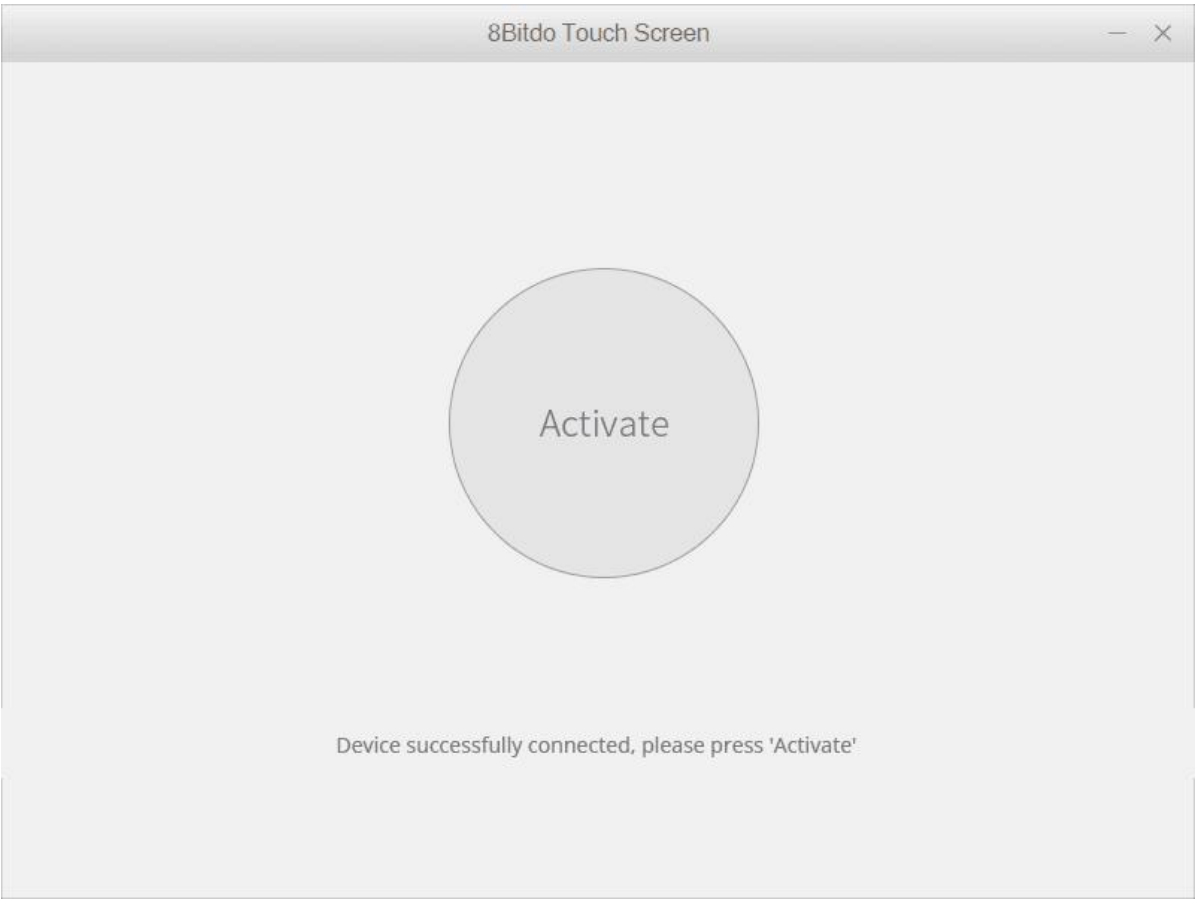 8Bitdo Touch Screen
Activate
Device successfully connected, please press 'Activate'